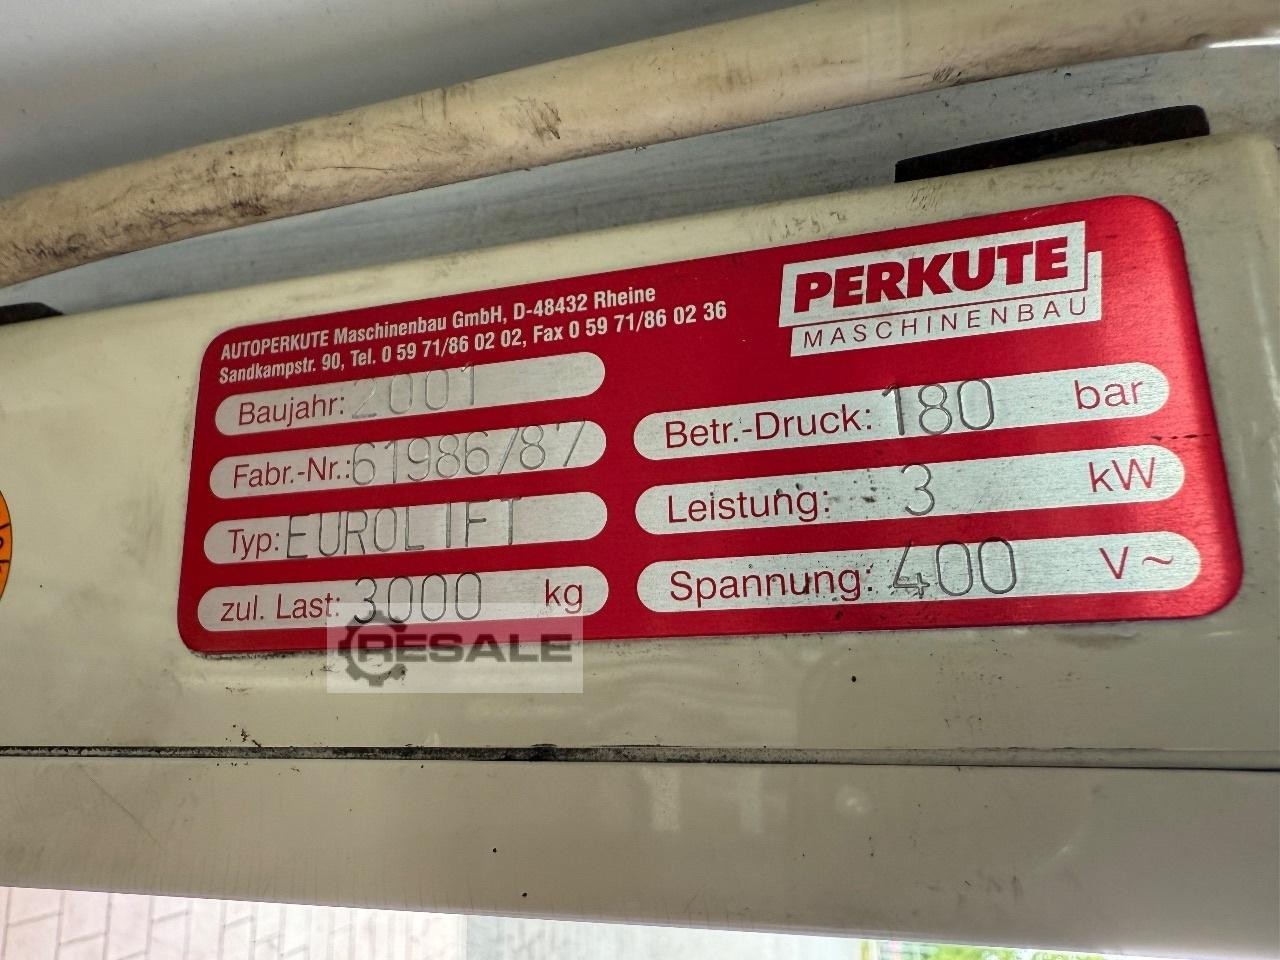 AUTOPERKUTE Maschinenbau GmbH, D-48432 Rheine
Sandkampstr. 90, Tel. 0 59 71/86 02 02, Fax 0 59 71/86 02 36
PERKUTE
MASCHINENBAU
Baujahr: 2001
Fabr.-Nr.: 61986/87
Typ: EUROLIFT
zul. Last: 3000 kg
Betr.-Druck: 180 bar
Leistung: 3 kW
Spannung: 400 V~
RESALE